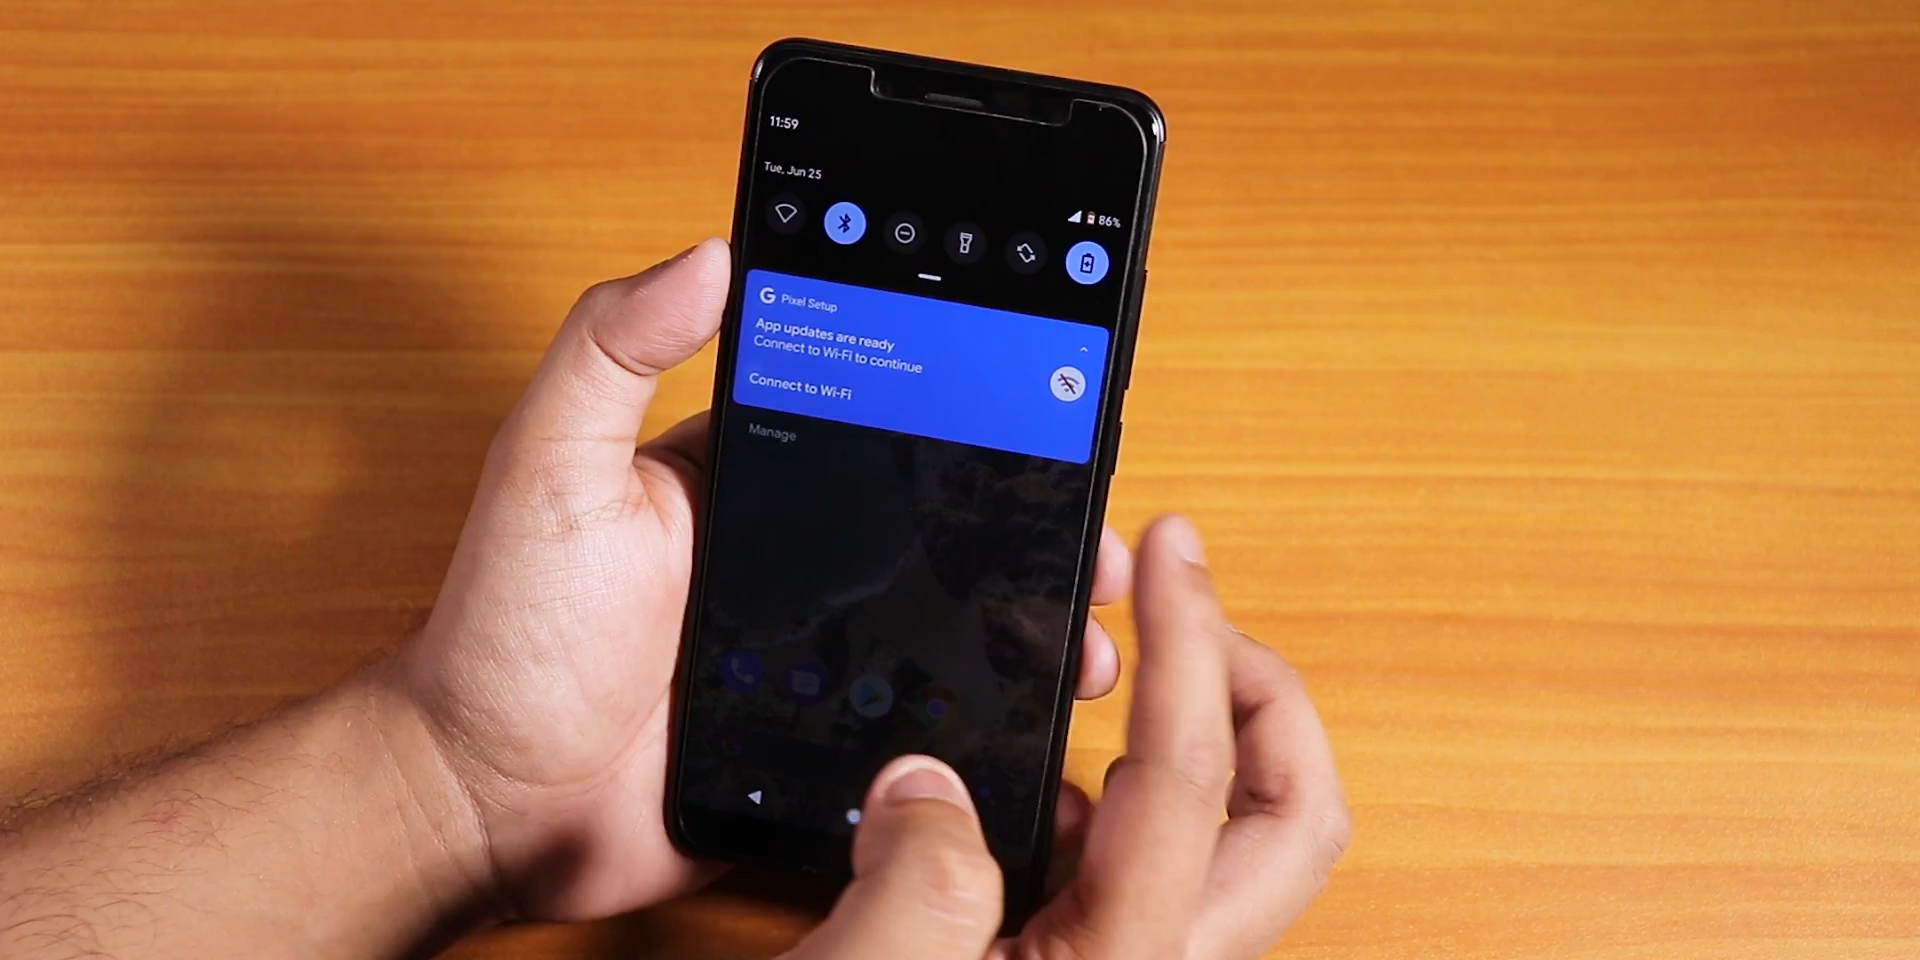 11:59
Tue, Jun 25
86%
G Pixel Setup
App updates are ready
Connect to Wi-Fi to continue
Connect to Wi-Fi
Manage